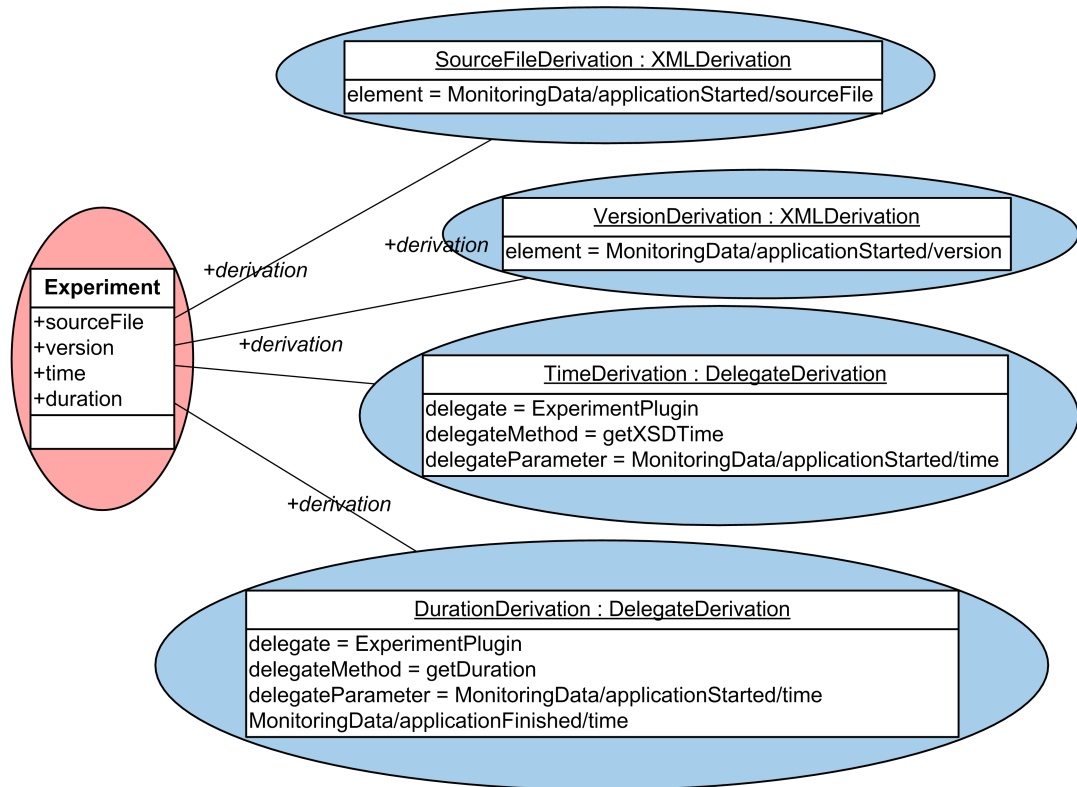 SourceFileDerivation : XMLDerivation
element = MonitoringData/applicationStarted/sourceFile
VersionDerivation : XMLDerivation
element = MonitoringData/applicationStarted/version
+derivation
+derivation
Experiment
+sourceFile
+version
+time
+duration
+derivation
TimeDerivation : DelegateDerivation
delegate = ExperimentPlugin
delegateMethod = getXSDTime
delegateParameter = MonitoringData/applicationStarted/time
+derivation
DurationDerivation : DelegateDerivation
delegate = ExperimentPlugin
delegateMethod = getDuration
delegateParameter = MonitoringData/applicationStarted/time
MonitoringData/applicationFinished/time